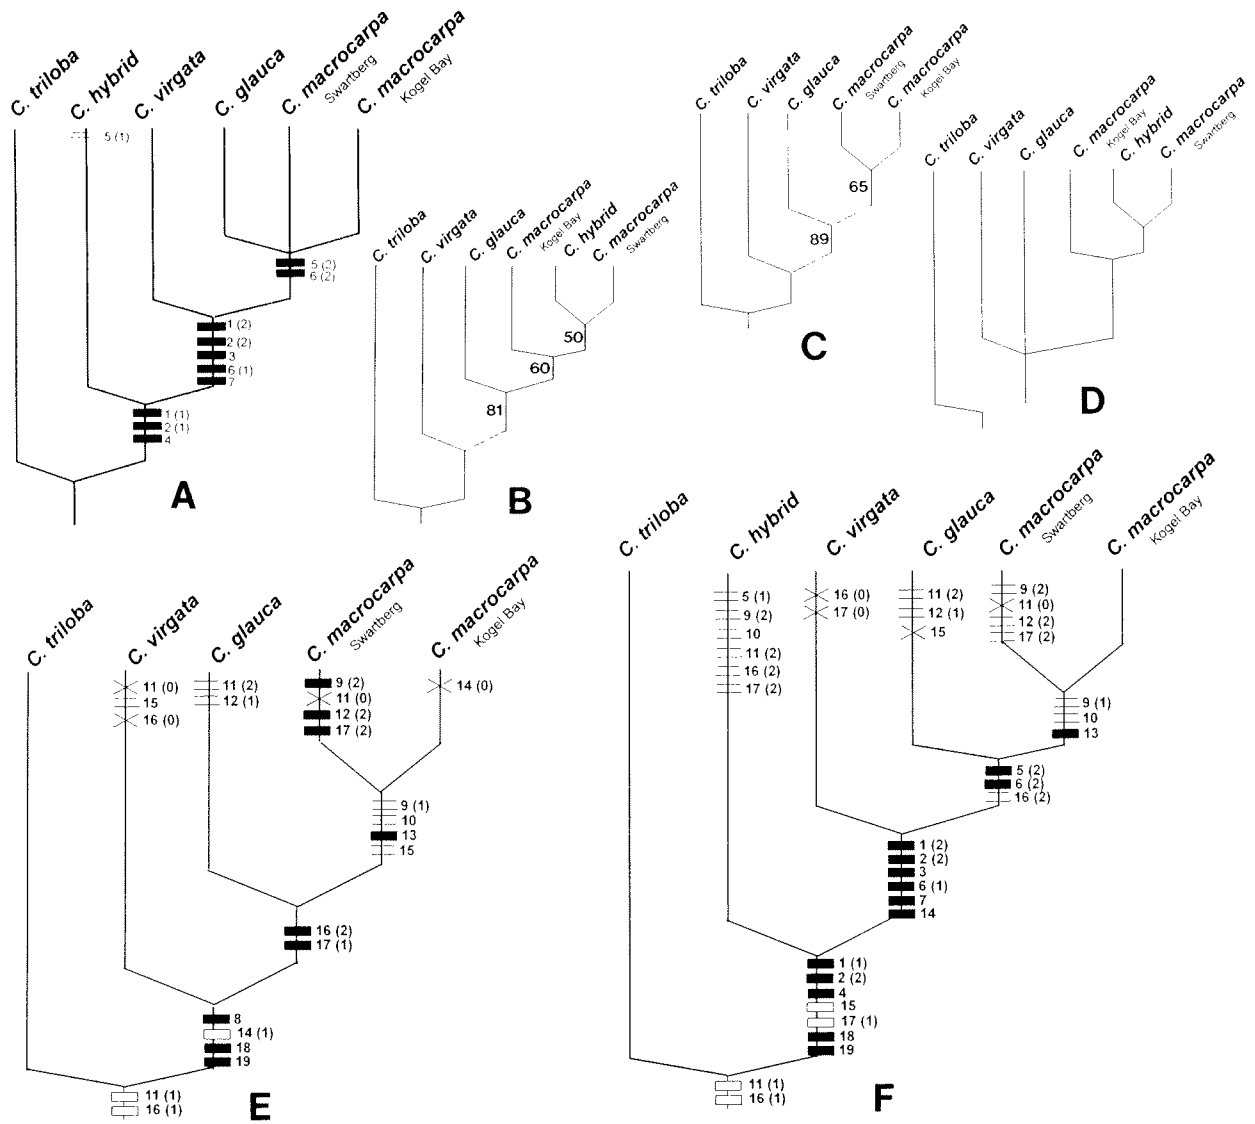 C. triloba
C. hybrid
C. virgata
C. glauca
C. macrocarpa
Swartberg
C. macrocarpa
Kogel Bay
5 (1)
5 (2)
6 (2)
1 (2)
2 (2)
3
6 (1)
7
1 (1)
2 (1)
4
A
C. triloba
C. virgata
C. glauca
C. macrocarpa
Kogel Bay
C. hybrid
C. macrocarpa
Swartberg
50
60
81
B
C. triloba
C. virgata
C. glauca
C. macrocarpa
Swartberg
C. macrocarpa
Kogel Bay
65
89
C
C. triloba
C. virgata
C. glauca
C. macrocarpa
Kogel Bay
C. hybrid
C. macrocarpa
Swartberg
D
C. triloba
C. virgata
C. glauca
C. macrocarpa
Swartberg
C. macrocarpa
Kogel Bay
11 (0)
15
16 (0)
11 (2)
12 (1)
9 (2)
11 (0)
12 (2)
17 (2)
14 (0)
9 (1)
10
13
15
16 (2)
17 (1)
8
14 (1)
18
19
11 (1)
16 (1)
E
C. triloba
C. hybrid
C. virgata
C. glauca
C. macrocarpa
Swartberg
C. macrocarpa
Kogel Bay
5 (1)
9 (2)
10
11 (2)
16 (2)
17 (2)
16 (0)
17 (0)
11 (2)
12 (1)
15
9 (2)
11 (0)
12 (2)
17 (2)
9 (1)
10
13
5 (2)
6 (2)
16 (2)
1 (2)
2 (2)
3
6 (1)
7
14
1 (1)
2 (2)
4
15
17 (1)
18
19
11 (1)
16 (1)
F